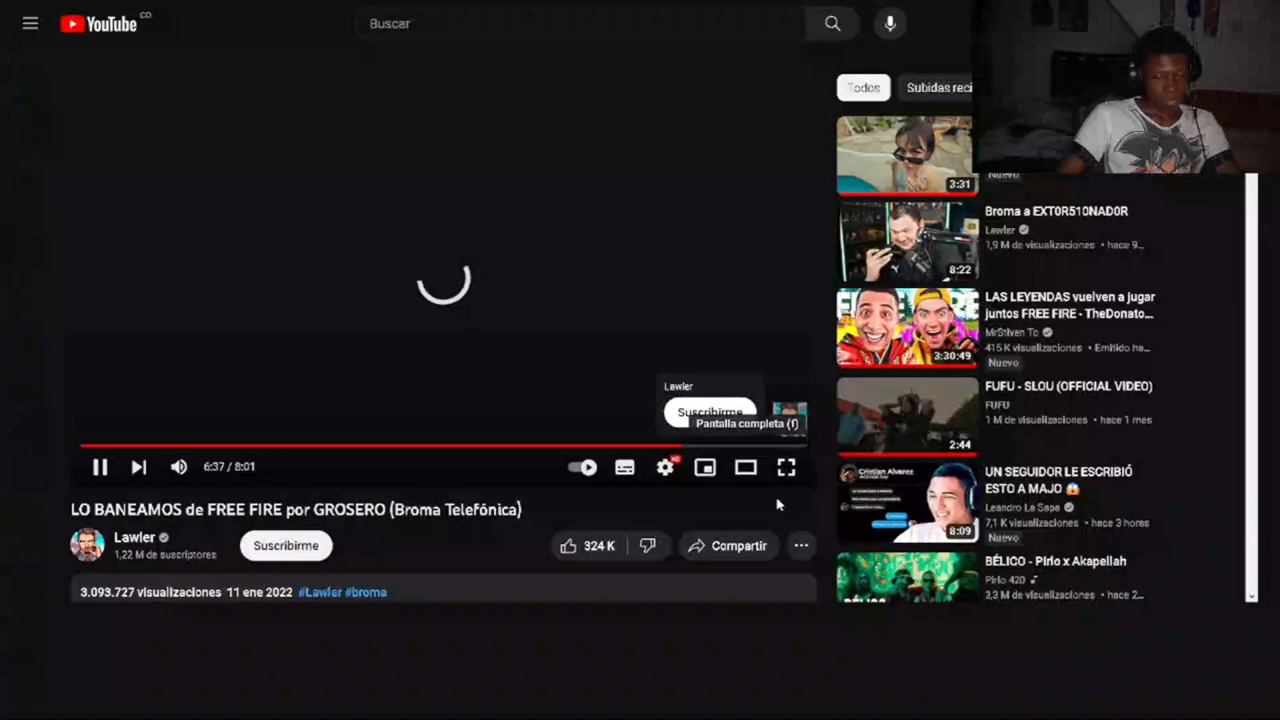 YouTube CO
Buscar
Todos
Subidas reci
3:31
Nuevo
Broma a EXT0R510NAD0R
Lawler
1,9 M de visualizaciones • hace 9...
8:22
LAS LEYENDAS vuelven a jugar
juntos FREE FIRE - TheDonato...
MrStiven Tc
415 K visualizaciones • Emitido ha...
Nuevo
3:30:49
FUFU - SLOU (OFFICIAL VIDEO)
FUFU
1 M de visualizaciones • hace 1 mes
2:44
Cristian Alvarez
UN SEGUIDOR LE ESCRIBIÓ
ESTO A MAJO
Leandro La Sapa
7,1 K visualizaciones • hace 3 horas
Nuevo
8:09
BÉLICO - Pirlo x Akapellah
Pirlo 420
3,3 M de visualizaciones • hace 2...
BÉLICO
Lawler
Suscribirme
Pantalla completa (f)
6:37 / 8:01
HD
LO BANEAMOS de FREE FIRE por GROSERO (Broma Telefónica)
Lawler
1,22 M de suscriptores
Suscribirme
324 K
Compartir
3.093.727 visualizaciones 11 ene 2022 #Lawler #broma